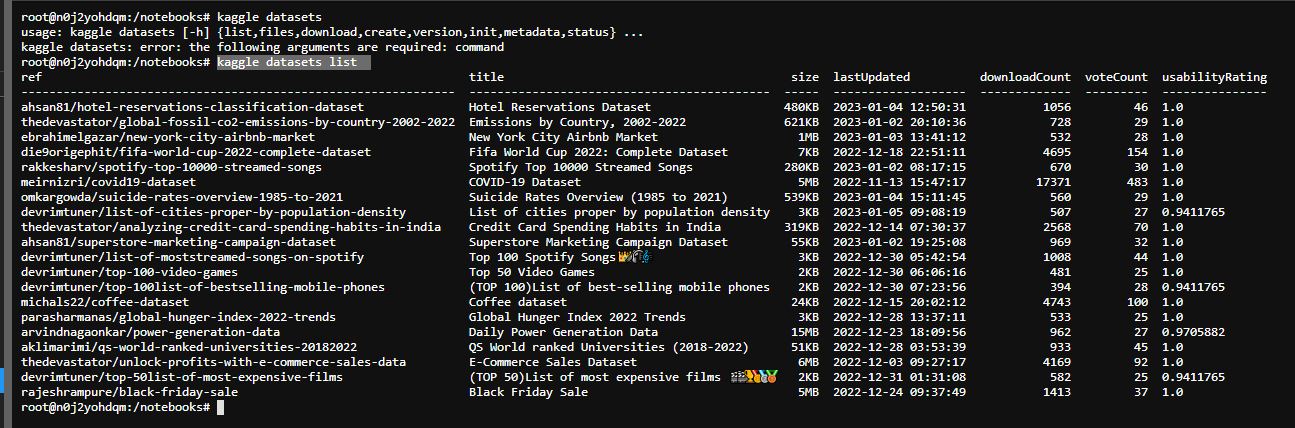 root@n0j2yohdqm:/notebooks# kaggle datasets
usage: kaggle datasets [-h] {list,files,download,create,version,init,metadata,status} ...
kaggle datasets: error: the following arguments are required: command
root@n0j2yohdqm:/notebooks# kaggle datasets list
ref title size lastUpdated downloadCount voteCount usabilityRating
---------------------------------------------------------- ---------------------------------------- ----- ------------------- ------------- --------- ---------------
ahsan81/hotel-reservations-classification-dataset Hotel Reservations Dataset 480KB 2023-01-04 12:50:31 1056 46 1.0
thedevastator/global-fossil-co2-emissions-by-country-2002-2022 Emissions by Country, 2002-2022 621KB 2023-01-02 20:10:36 728 29 1.0
ebrahimelgazar/new-york-city-airbnb-market New York City Airbnb Market 1MB 2023-01-03 13:41:12 532 28 1.0
die9origephit/fifa-world-cup-2022-complete-dataset Fifa World Cup 2022: Complete Dataset 7KB 2022-12-18 22:51:11 4695 154 1.0
rakkesharv/spotify-top-10000-streamed-songs Spotify Top 10000 Streamed Songs 280KB 2023-01-02 08:17:15 670 30 1.0
meirnizri/covid19-dataset COVID-19 Dataset 5MB 2022-11-13 15:47:17 17371 483 1.0
omkargowda/suicide-rates-overview-1985-to-2021 Suicide Rates Overview (1985 to 2021) 539KB 2023-01-04 15:11:45 560 29 1.0
devrimtuner/list-of-cities-proper-by-population-density List of cities proper by population density 3KB 2023-01-05 09:08:19 507 27 0.9411765
thedevastator/analyzing-credit-card-spending-habits-in-india Credit Card Spending Habits in India 319KB 2022-12-14 07:30:37 2568 70 1.0
ahsan81/superstore-marketing-campaign-dataset Superstore Marketing Campaign Dataset 55KB 2023-01-02 19:25:08 969 32 1.0
devrimtuner/list-of-moststreamed-songs-on-spotify Top 100 Spotify Songs 3KB 2022-12-30 05:42:54 1008 44 1.0
devrimtuner/top-100-video-games Top 50 Video Games 2KB 2022-12-30 06:06:16 481 25 1.0
devrimtuner/top-100list-of-bestselling-mobile-phones (TOP 100)List of best-selling mobile phones 2KB 2022-12-30 07:23:56 394 28 0.9411765
michals22/coffee-dataset Coffee dataset 24KB 2022-12-15 20:02:12 4743 100 1.0
parasharmanas/global-hunger-index-2022-trends Global Hunger Index 2022 Trends 3KB 2022-12-28 13:37:11 533 25 1.0
arvindnagaonkar/power-generation-data Daily Power Generation Data 15MB 2022-12-23 18:09:56 962 27 0.9705882
aklimarimi/qs-world-ranked-universities-20182022 QS World ranked Universities (2018-2022) 51KB 2022-12-28 03:53:39 933 45 1.0
thedevastator/unlock-profits-with-e-commerce-sales-data E-Commerce Sales Dataset 6MB 2022-12-03 09:27:17 4169 92 1.0
devrimtuner/top-50list-of-most-expensive-films (TOP 50)List of most expensive films 2KB 2022-12-31 01:31:08 582 25 0.9411765
rajeshrampure/black-friday-sale Black Friday Sale 5MB 2022-12-24 09:37:49 1413 37 1.0
root@n0j2yohdqm:/notebooks#